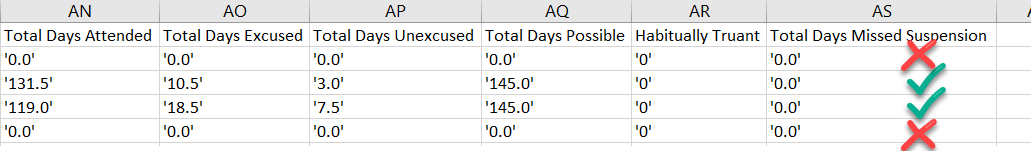 AN AO AP AQ AR AS
Total Days Attended Total Days Excused Total Days Unexcused Total Days Possible Habitually Truant Total Days Missed Suspension
'0.0' '0.0' '0.0' '0.0' '0' '0.0'
'131.5' '10.5' '3.0' '145.0' '0' '0.0'
'119.0' '18.5' '7.5' '145.0' '0' '0.0'
'0.0' '0.0' '0.0' '0.0' '0' '0.0'